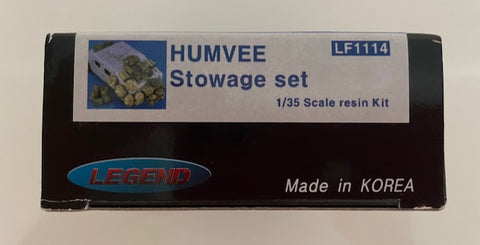 HUMVEE
LF1114
Stowage set
1/35 Scale resin Kit
LEGEND
Made in KOREA